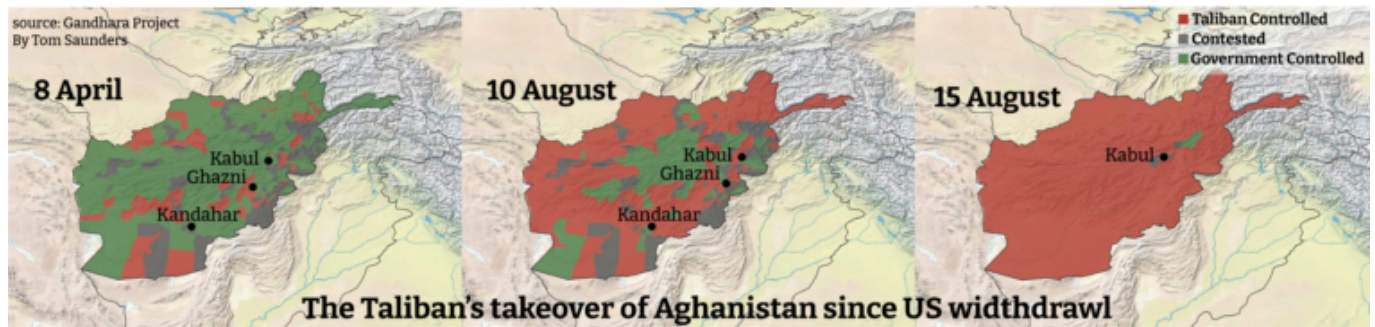 source: Gandhara Project
By Tom Saunders
8 April
Kabul
Ghazni
Kandahar
10 August
Kabul
Ghazni
Kandahar
Taliban Controlled
Contested
Government Controlled
15 August
Kabul
The Taliban's takeover of Aghanistan since US widthdrawl